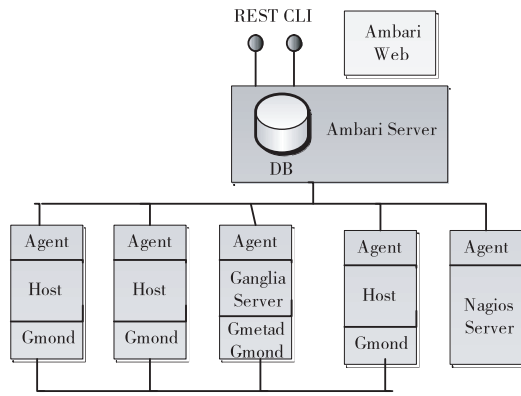 REST CLI
Ambari
Web
Ambari Server
DB
Agent
Host
Gmond
Agent
Host
Gmond
Agent
Ganglia
Server
Gmetad
Gmond
Agent
Host
Gmond
Agent
Nagios
Server